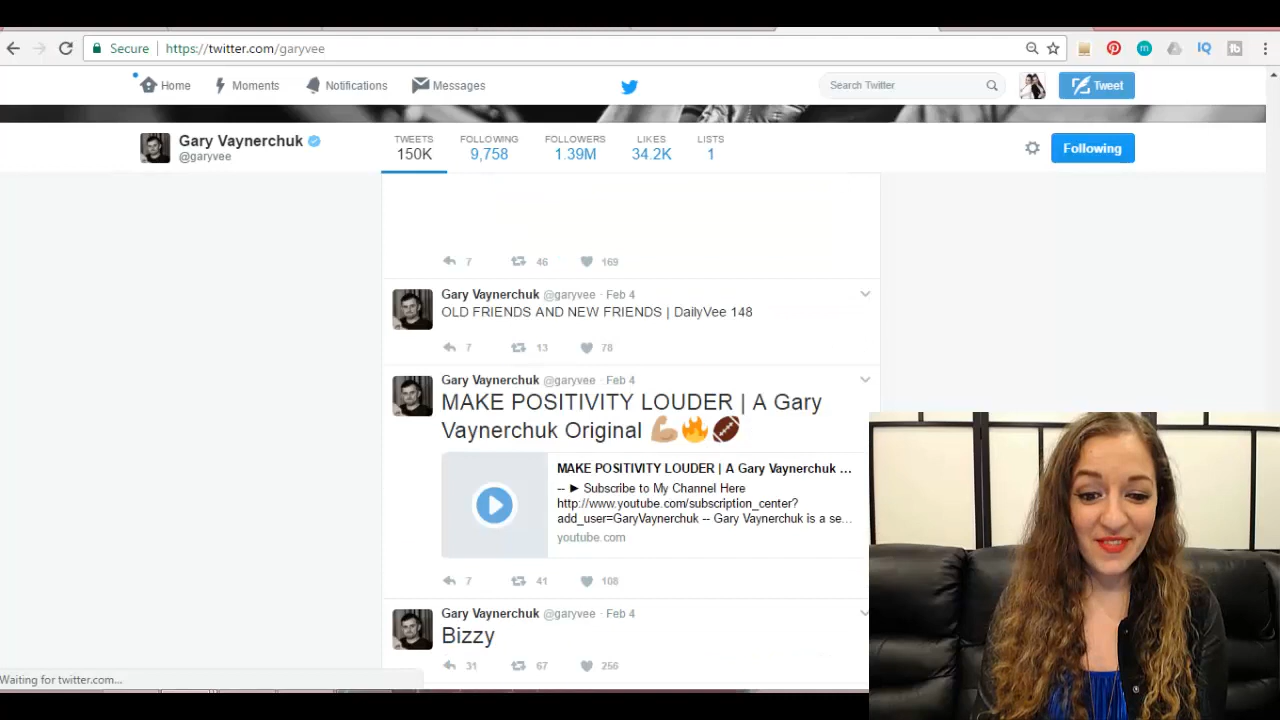 Secure https://twitter.com/garyvee
Home Moments Notifications Messages Search Twitter Tweet
Gary Vaynerchuk
@garyvee
TWEETS FOLLOWING FOLLOWERS LIKES LISTS
150K 9,758 1.39M 34.2K 1
Following
7 46 169
Gary Vaynerchuk @garyvee · Feb 4
OLD FRIENDS AND NEW FRIENDS | DailyVee 148
7 13 78
Gary Vaynerchuk @garyvee · Feb 4
MAKE POSITIVITY LOUDER | A Gary
Vaynerchuk Original 💪🏼🔥🏈
MAKE POSITIVITY LOUDER | A Gary Vaynerchuk ...
-- ► Subscribe to My Channel Here
http://www.youtube.com/subscription_center?
add_user=GaryVaynerchuk -- Gary Vaynerchuk is a se...
youtube.com
7 41 108
Gary Vaynerchuk @garyvee · Feb 4
Bizzy
31 67 256
Waiting for twitter.com...